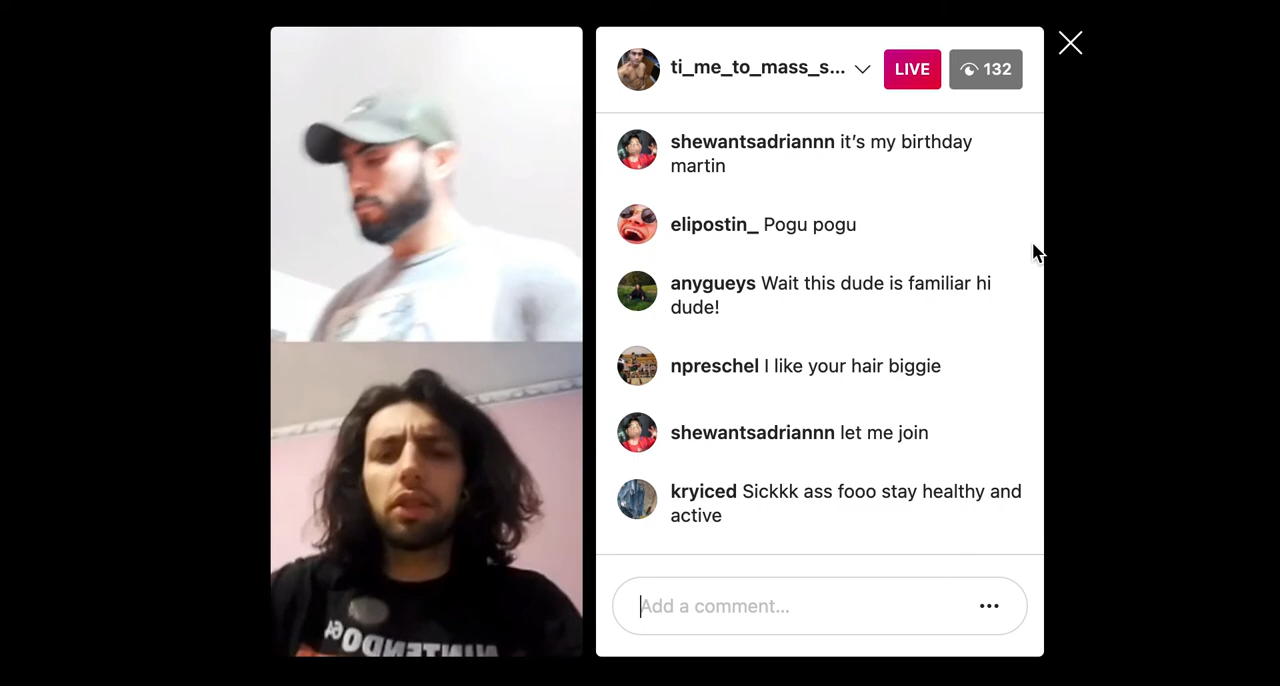 ti_me_to_mass_s...
LIVE
132
shewantsadriannn it's my birthday
martin
elipostin_ Pogu pogu
anygueys Wait this dude is familiar hi
dude!
npreschel I like your hair biggie
shewantsadriannn let me join
kryiced Sickkk ass fooo stay healthy and
active
Add a comment...
NINTENDO64